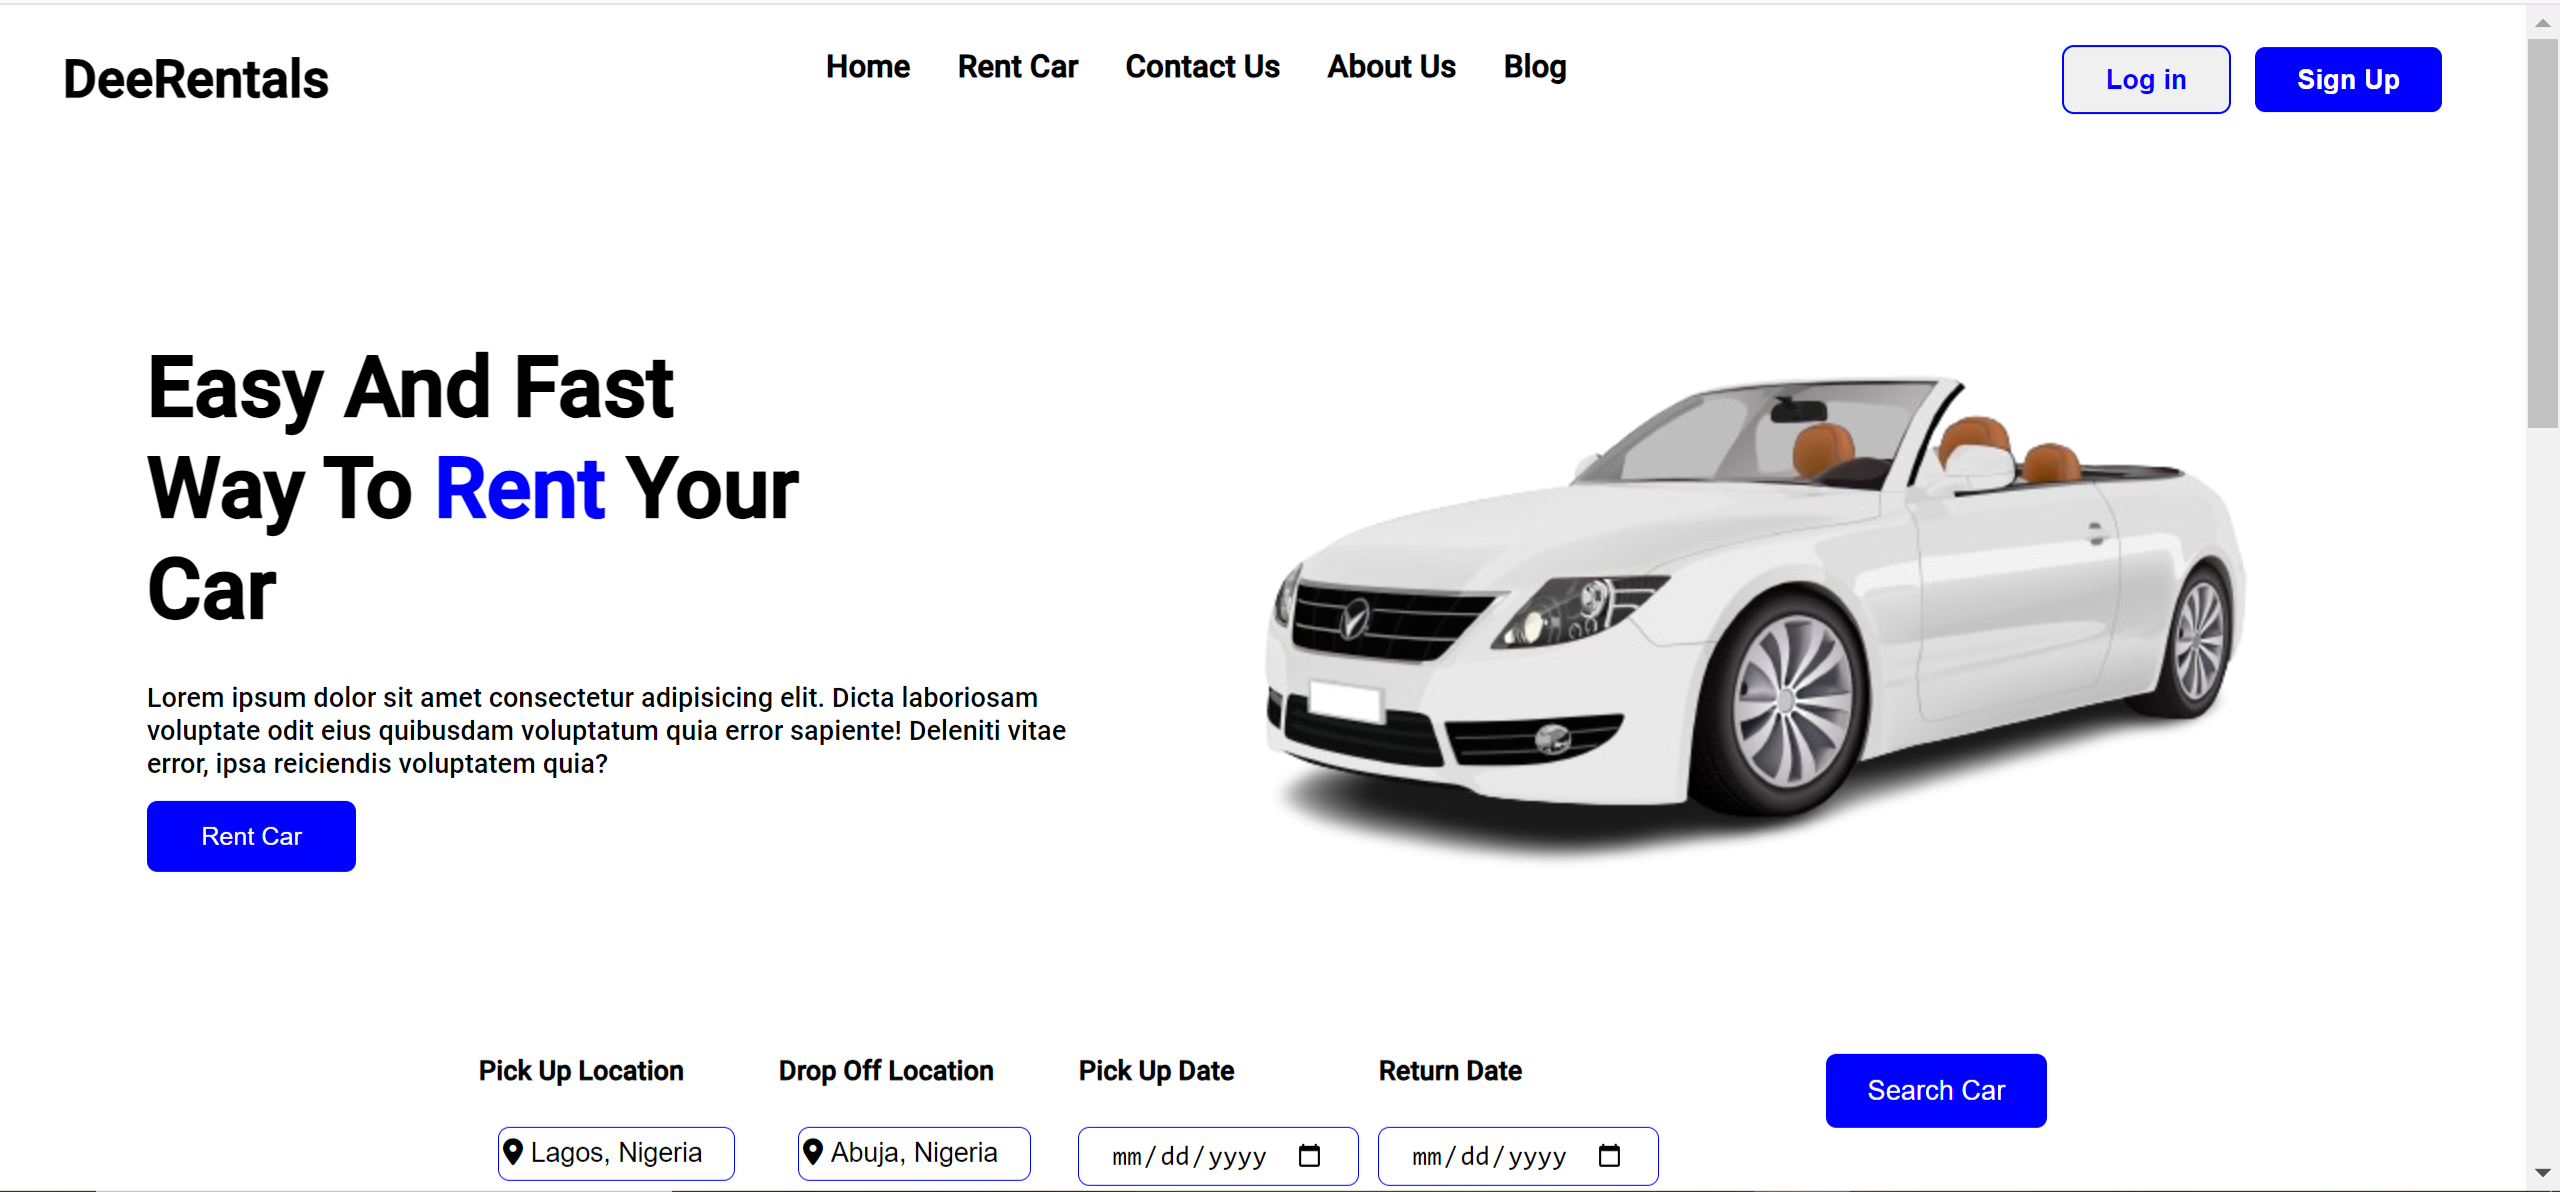 DeeRentals
Home Rent Car Contact Us About Us Blog
Log in
Sign Up
Easy And Fast
Way To Rent Your
Car
Lorem ipsum dolor sit amet consectetur adipisicing elit. Dicta laboriosam
voluptate odit eius quibusdam voluptatum quia error sapiente! Deleniti vitae
error, ipsa reiciendis voluptatem quia?
Rent Car
Pick Up Location
Lagos, Nigeria
Drop Off Location
Abuja, Nigeria
Pick Up Date
mm/dd/yyyy
Return Date
mm/dd/yyyy
Search Car